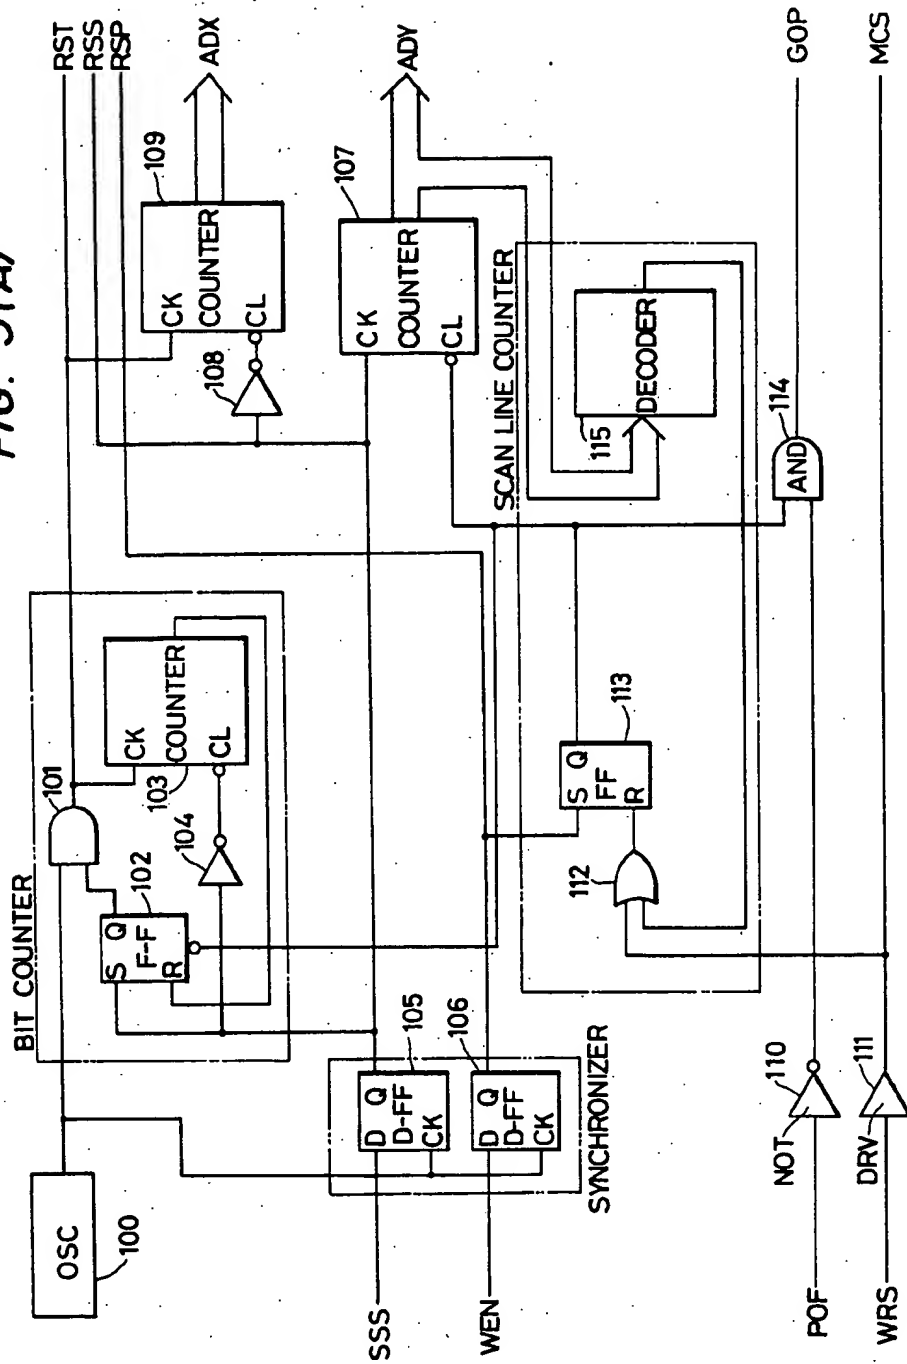 FIG. 31A)
OSC
100
BIT COUNTER
101
S Q
F-F
R
102
CK
COUNTER
CL
103
104
RST
RSS
RSP
CK
COUNTER
CL
109
108
ADX
SSS
WEN
D Q
D-FF
CK
105
D Q
D-FF
CK
106
SYNCHRONIZER
CK
COUNTER
CL
107
ADY
SCAN LINE COUNTER
S Q
FF
R
113
112
DECODER
115
POF
WRS
NOT
110
DRV
111
AND
114
GOP
MCS